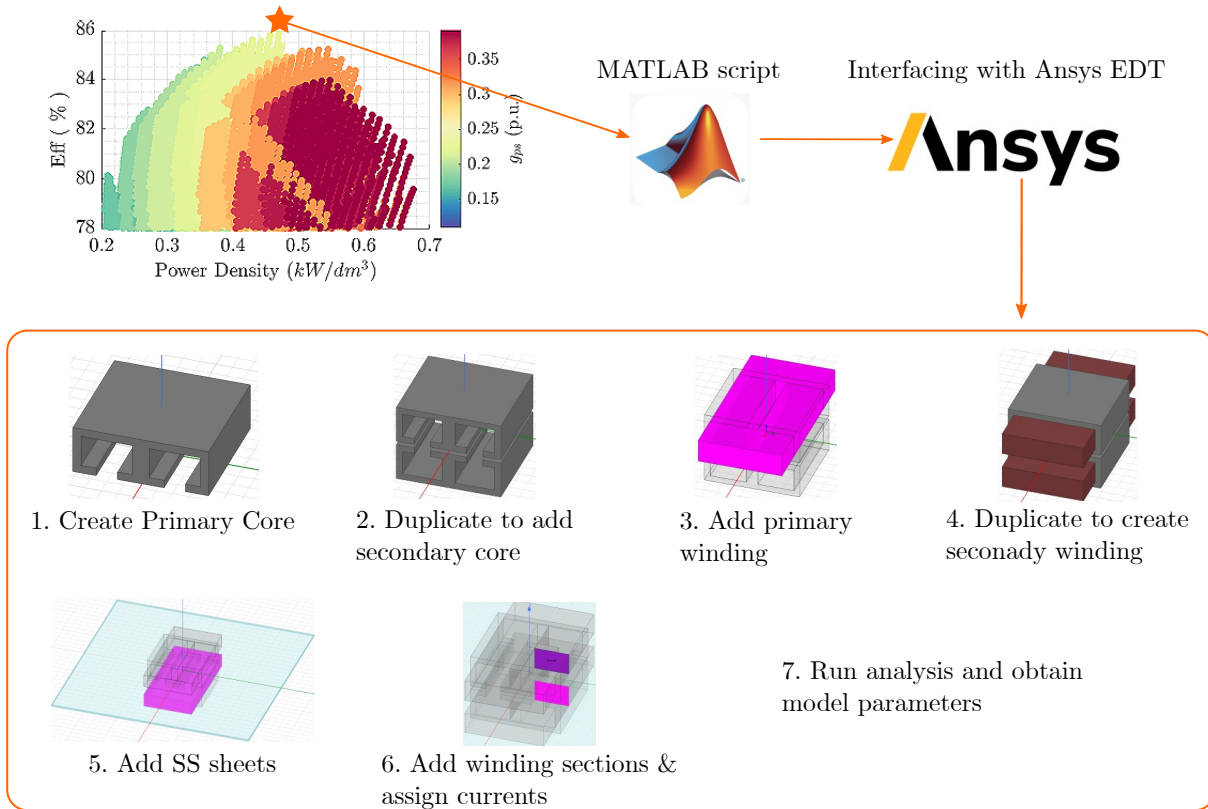 86
84
82
80
78
Eff ( % )
0.2
0.3
0.4
0.5
0.6
0.7
Power Density (kW/dm³)
0.35
0.3
0.25
0.2
0.15
g_ps (p.u.)
MATLAB script
Interfacing with Ansys EDT
Ansys
1. Create Primary Core
2. Duplicate to add
secondary core
3. Add primary
winding
4. Duplicate to create
seconady winding
5. Add SS sheets
6. Add winding sections &
assign currents
7. Run analysis and obtain
model parameters